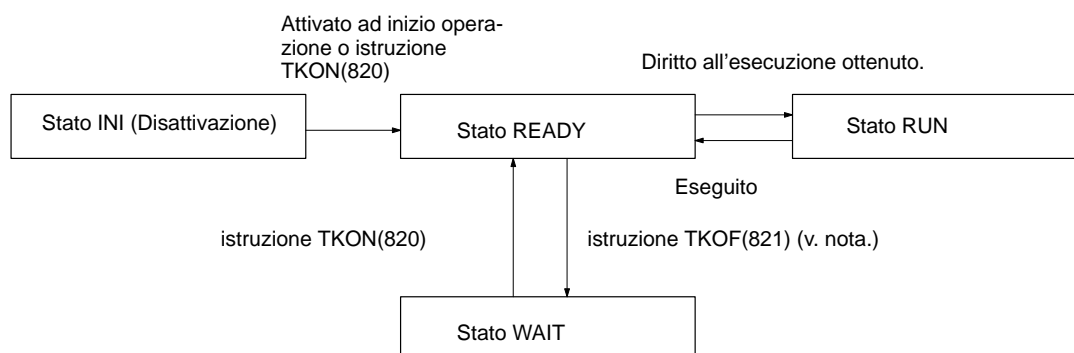 Attivato ad inizio opera-
zione o istruzione
TKON(820)
Diritto all'esecuzione ottenuto.
Stato INI (Disattivazione)
Stato READY
Stato RUN
Eseguito
istruzione TKON(820)
istruzione TKOF(821) (v. nota.)
Stato WAIT